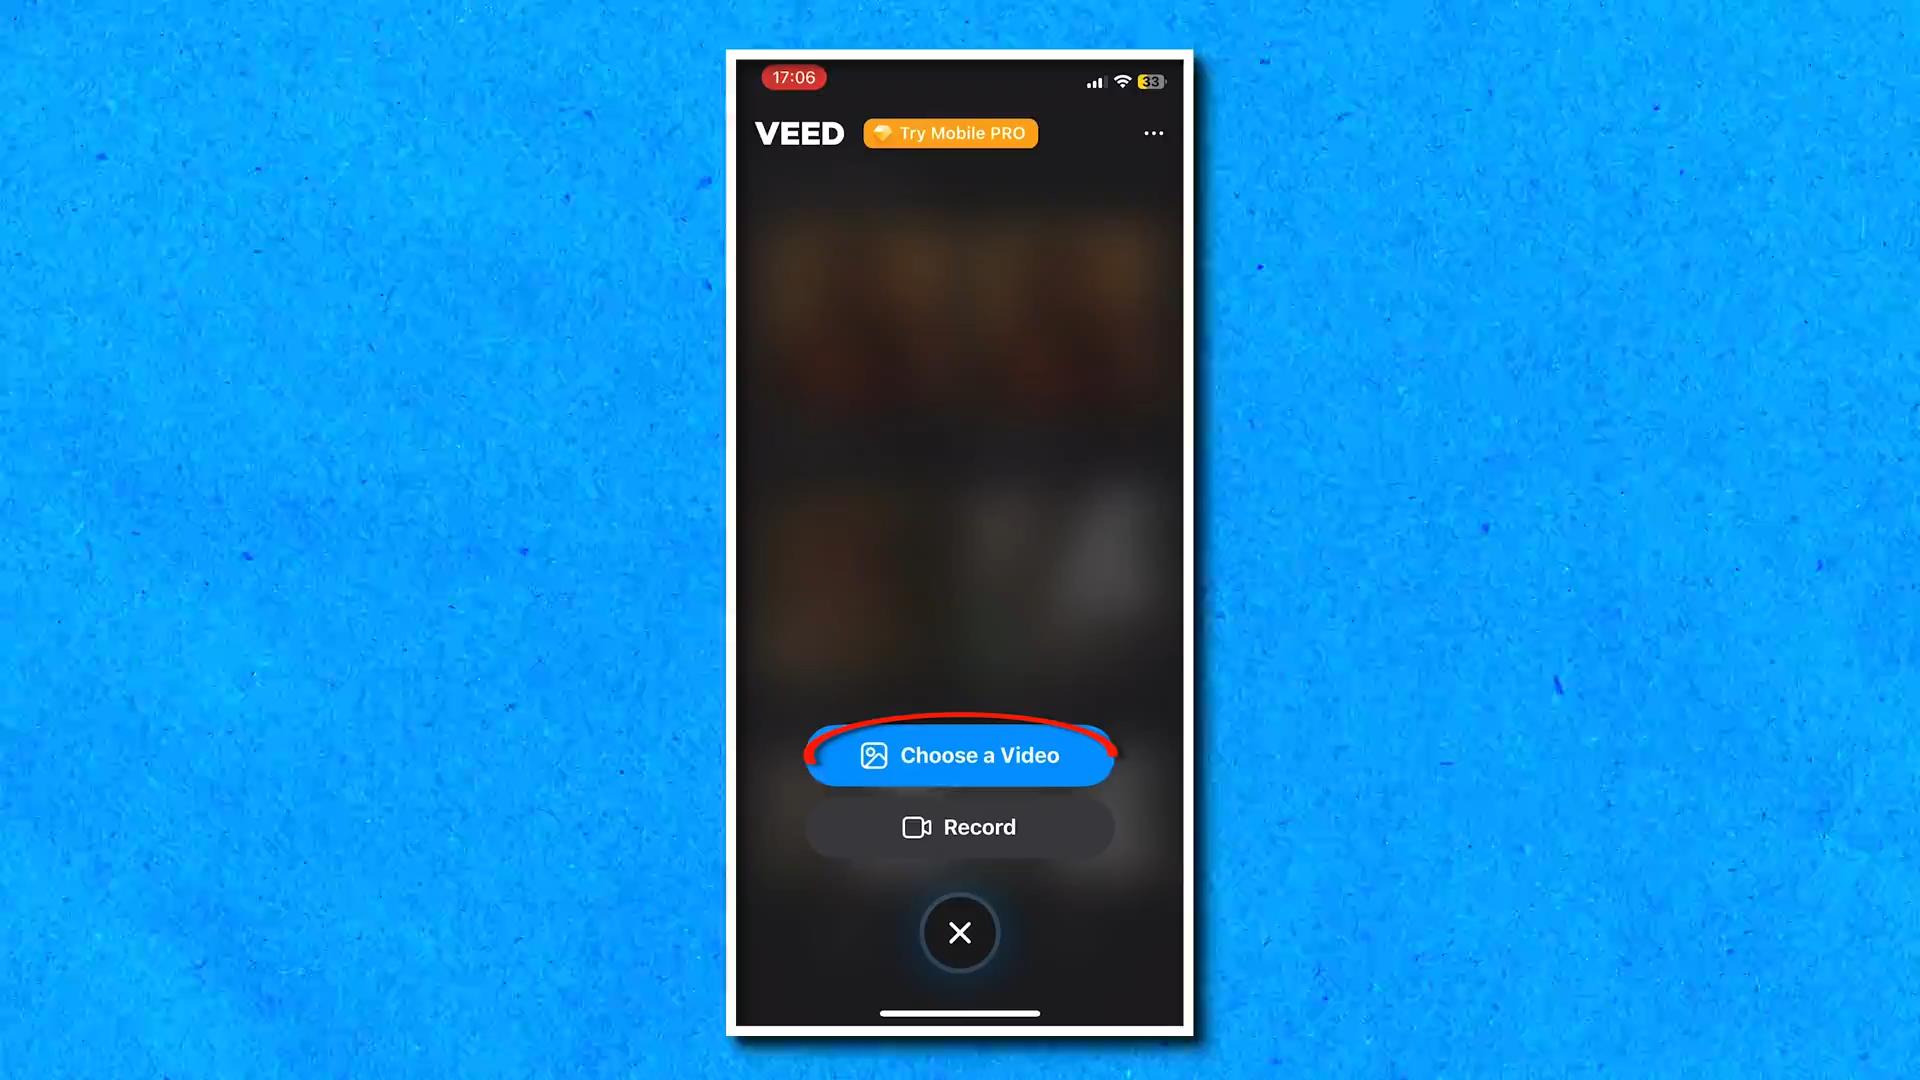 17:06
33
VEED
Try Mobile PRO
Choose a Video
Record